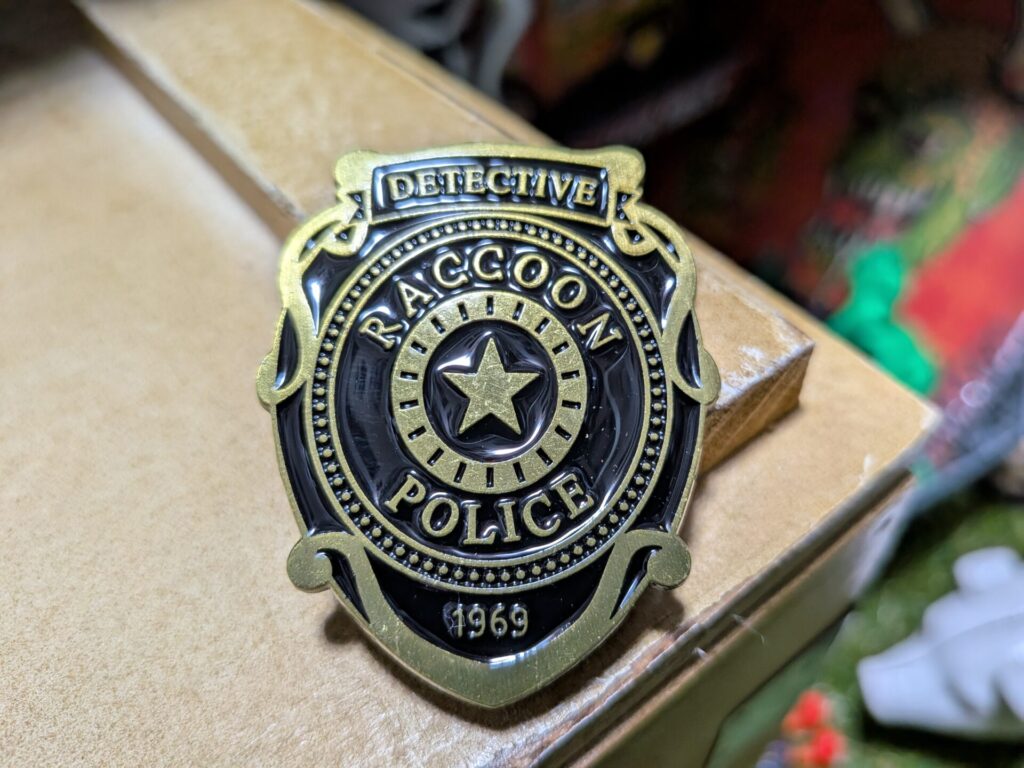 DETECTIVE
RACCOON
POLICE
1969